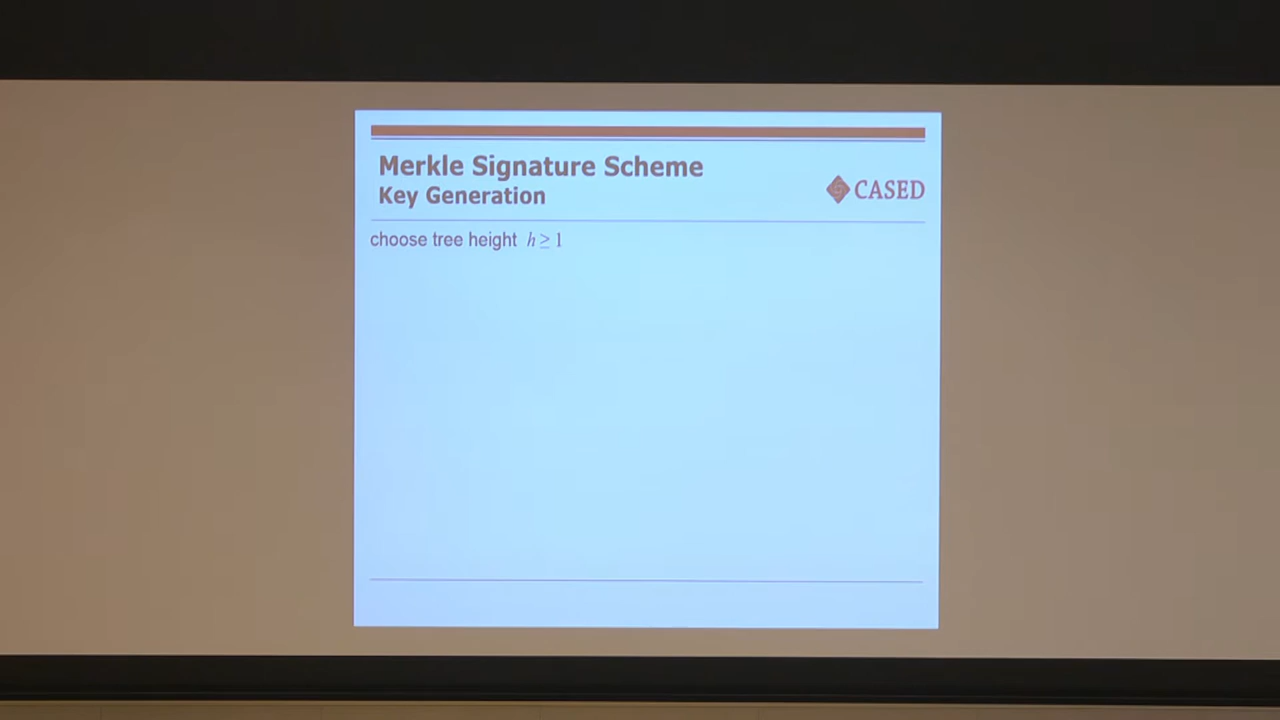 Merkle Signature Scheme
Key Generation
CASED
choose tree height h ≥ 1